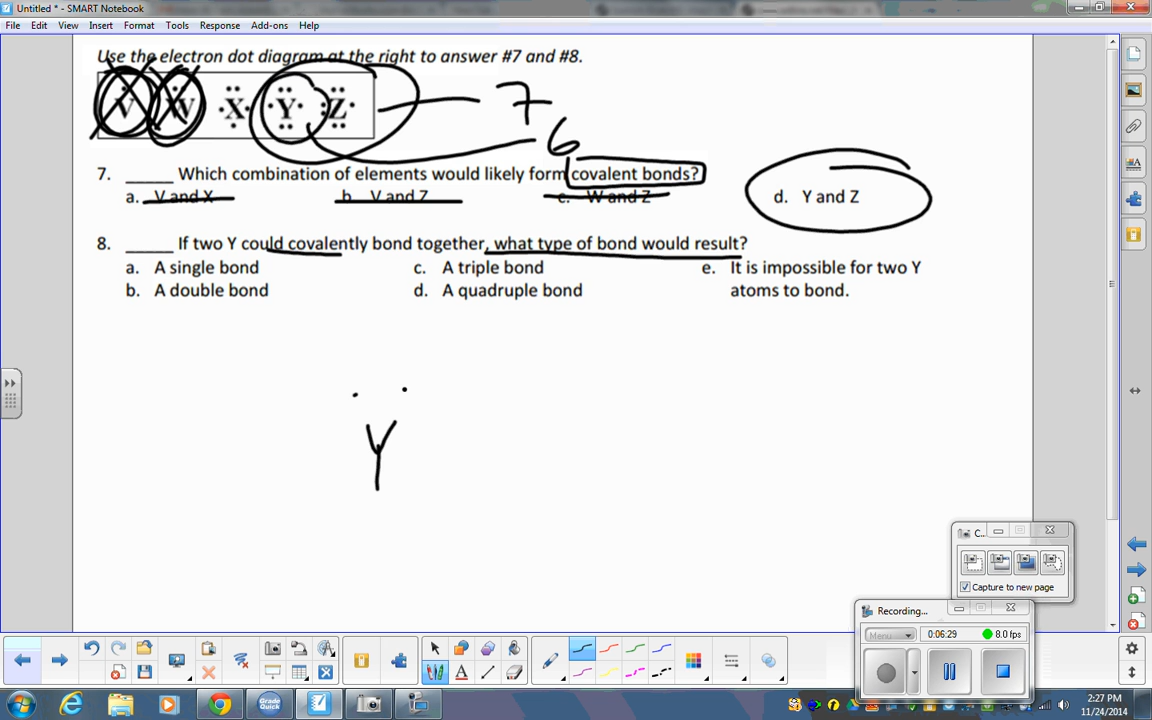 Untitled * - SMART Notebook
File Edit View Insert Format Tools Response Add-ons Help
Use the electron dot diagram at the right to answer #7 and #8.
V W X Y Z 7
6
7. _____ Which combination of elements would likely form covalent bonds?
a. V and X b. V and Z c. W and Z d. Y and Z
8. _____ If two Y could covalently bond together, what type of bond would result?
a. A single bond c. A triple bond e. It is impossible for two Y
b. A double bond d. A quadruple bond atoms to bond.
Y
C...
Capture to new page
Recording...
Menu 0:06:29 8.0 fps
Grade Quick
2:27 PM
11/24/2014